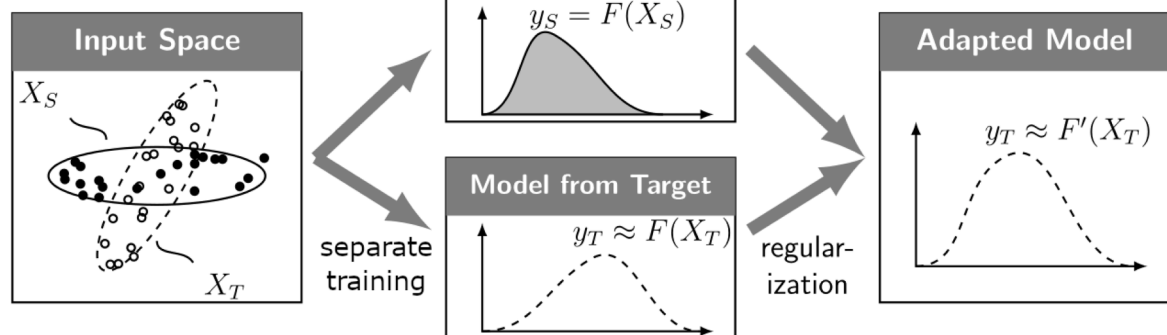 Input Space
X_S
X_T
separate
training
y_S = F(X_S)
Model from Target
y_T ≈ F(X_T)
regular-
ization
Adapted Model
y_T ≈ F'(X_T)